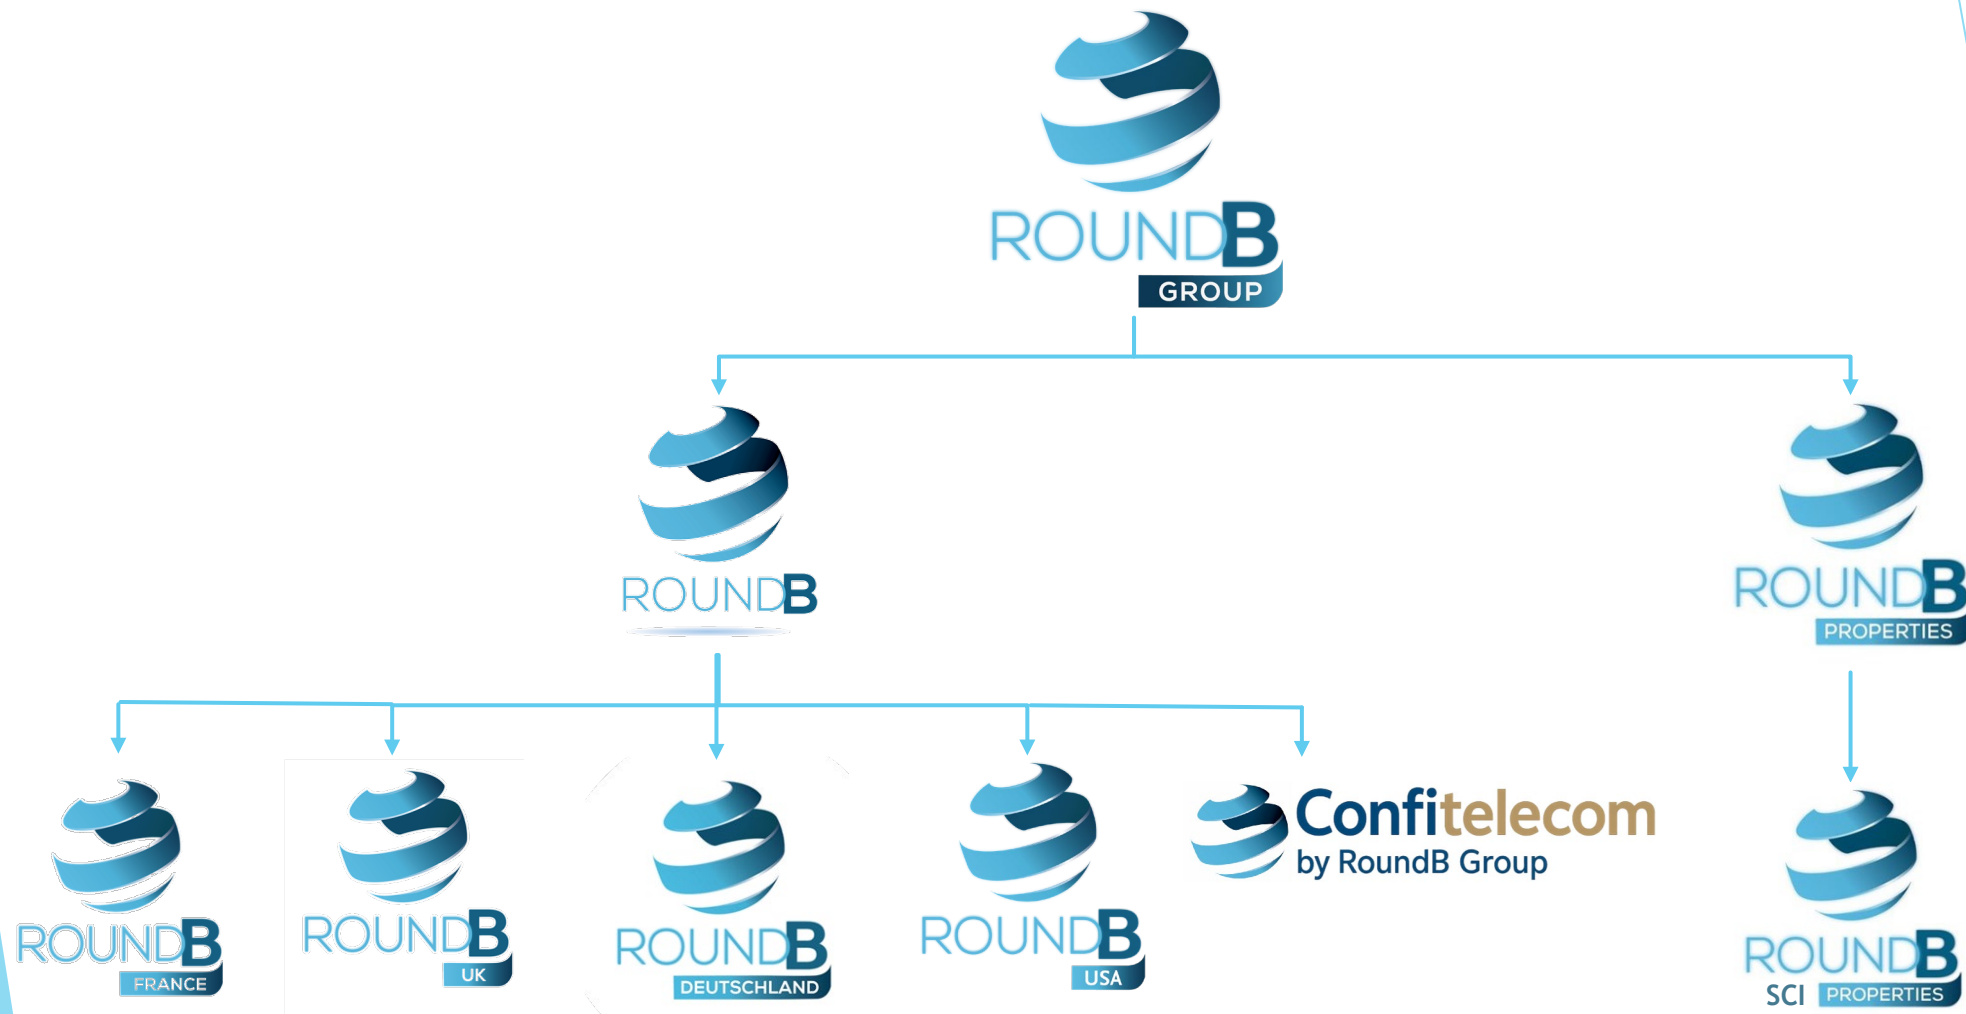 ROUNDB
GROUP
ROUNDB
ROUNDB
PROPERTIES
ROUNDB
FRANCE
ROUNDB
UK
ROUNDB
DEUTSCHLAND
ROUNDB
USA
Confitelecom
by RoundB Group
ROUNDB
SCI PROPERTIES